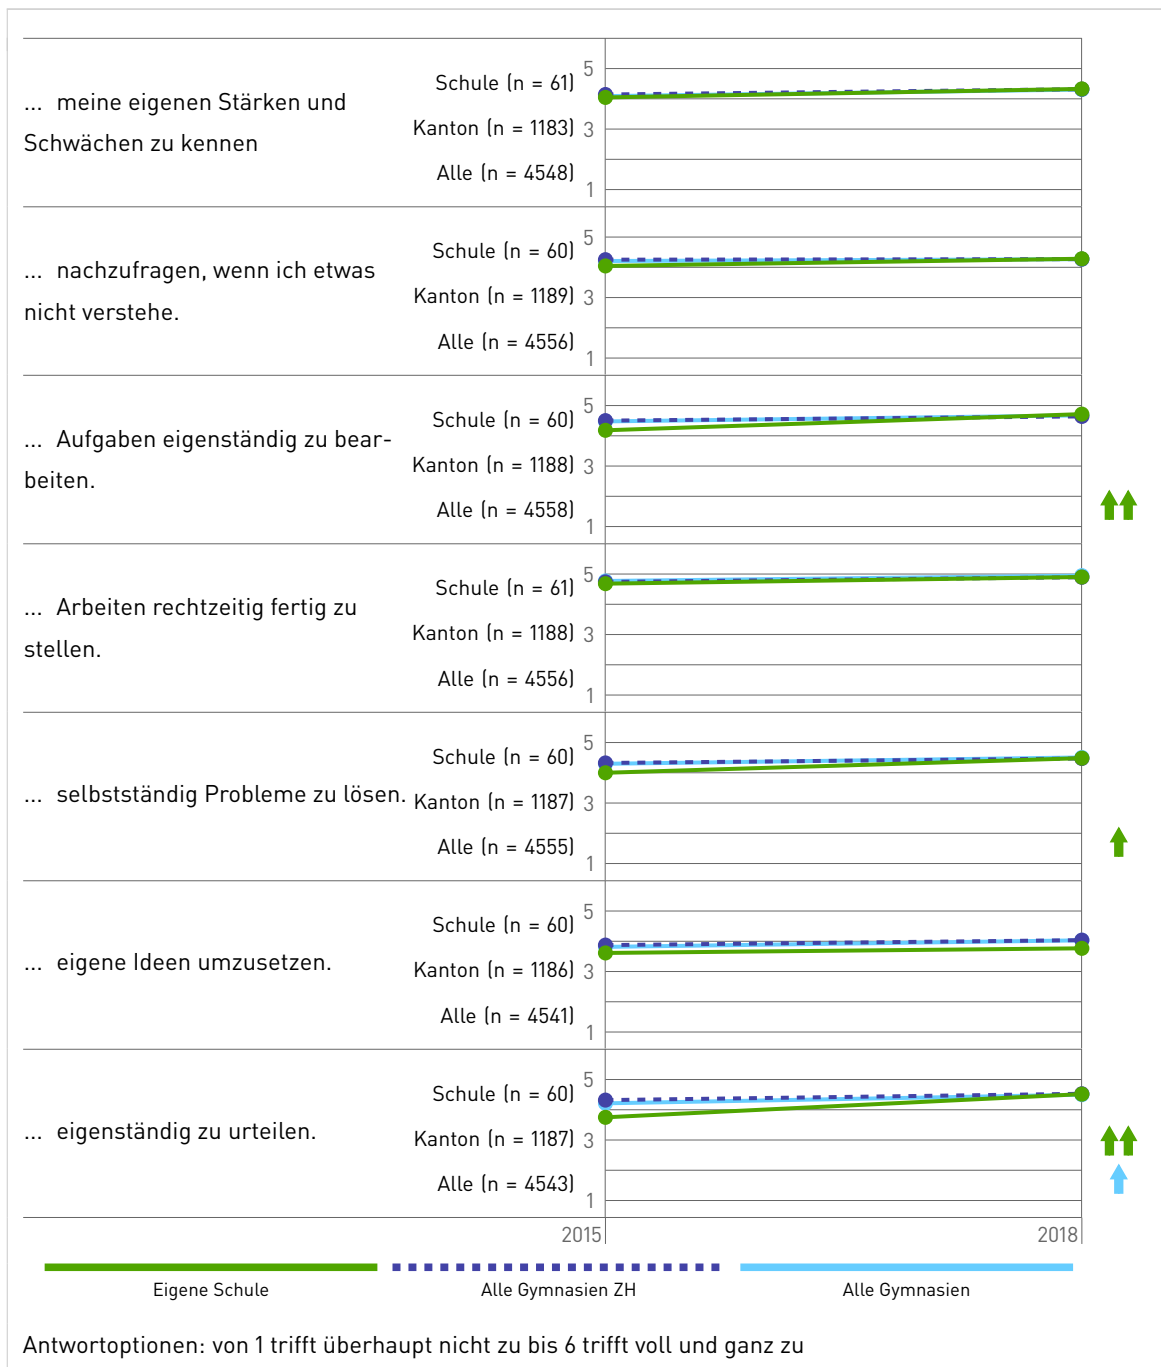 ... meine eigenen Stärken und
Schwächen zu kennen
Schule (n = 61)
Kanton (n = 1183)
Alle (n = 4548)
5
3
1
... nachzufragen, wenn ich etwas
nicht verstehe.
Schule (n = 60)
Kanton (n = 1189)
Alle (n = 4556)
5
3
1
... Aufgaben eigenständig zu bear-
beiten.
Schule (n = 60)
Kanton (n = 1188)
Alle (n = 4558)
5
3
1
... Arbeiten rechtzeitig fertig zu
stellen.
Schule (n = 61)
Kanton (n = 1188)
Alle (n = 4556)
5
3
1
... selbstständig Probleme zu lösen.
Schule (n = 60)
Kanton (n = 1187)
Alle (n = 4555)
5
3
1
... eigene Ideen umzusetzen.
Schule (n = 60)
Kanton (n = 1186)
Alle (n = 4541)
5
3
1
... eigenständig zu urteilen.
Schule (n = 60)
Kanton (n = 1187)
Alle (n = 4543)
5
3
1
2015 2018
Eigene Schule Alle Gymnasien ZH Alle Gymnasien
Antwortoptionen: von 1 trifft überhaupt nicht zu bis 6 trifft voll und ganz zu